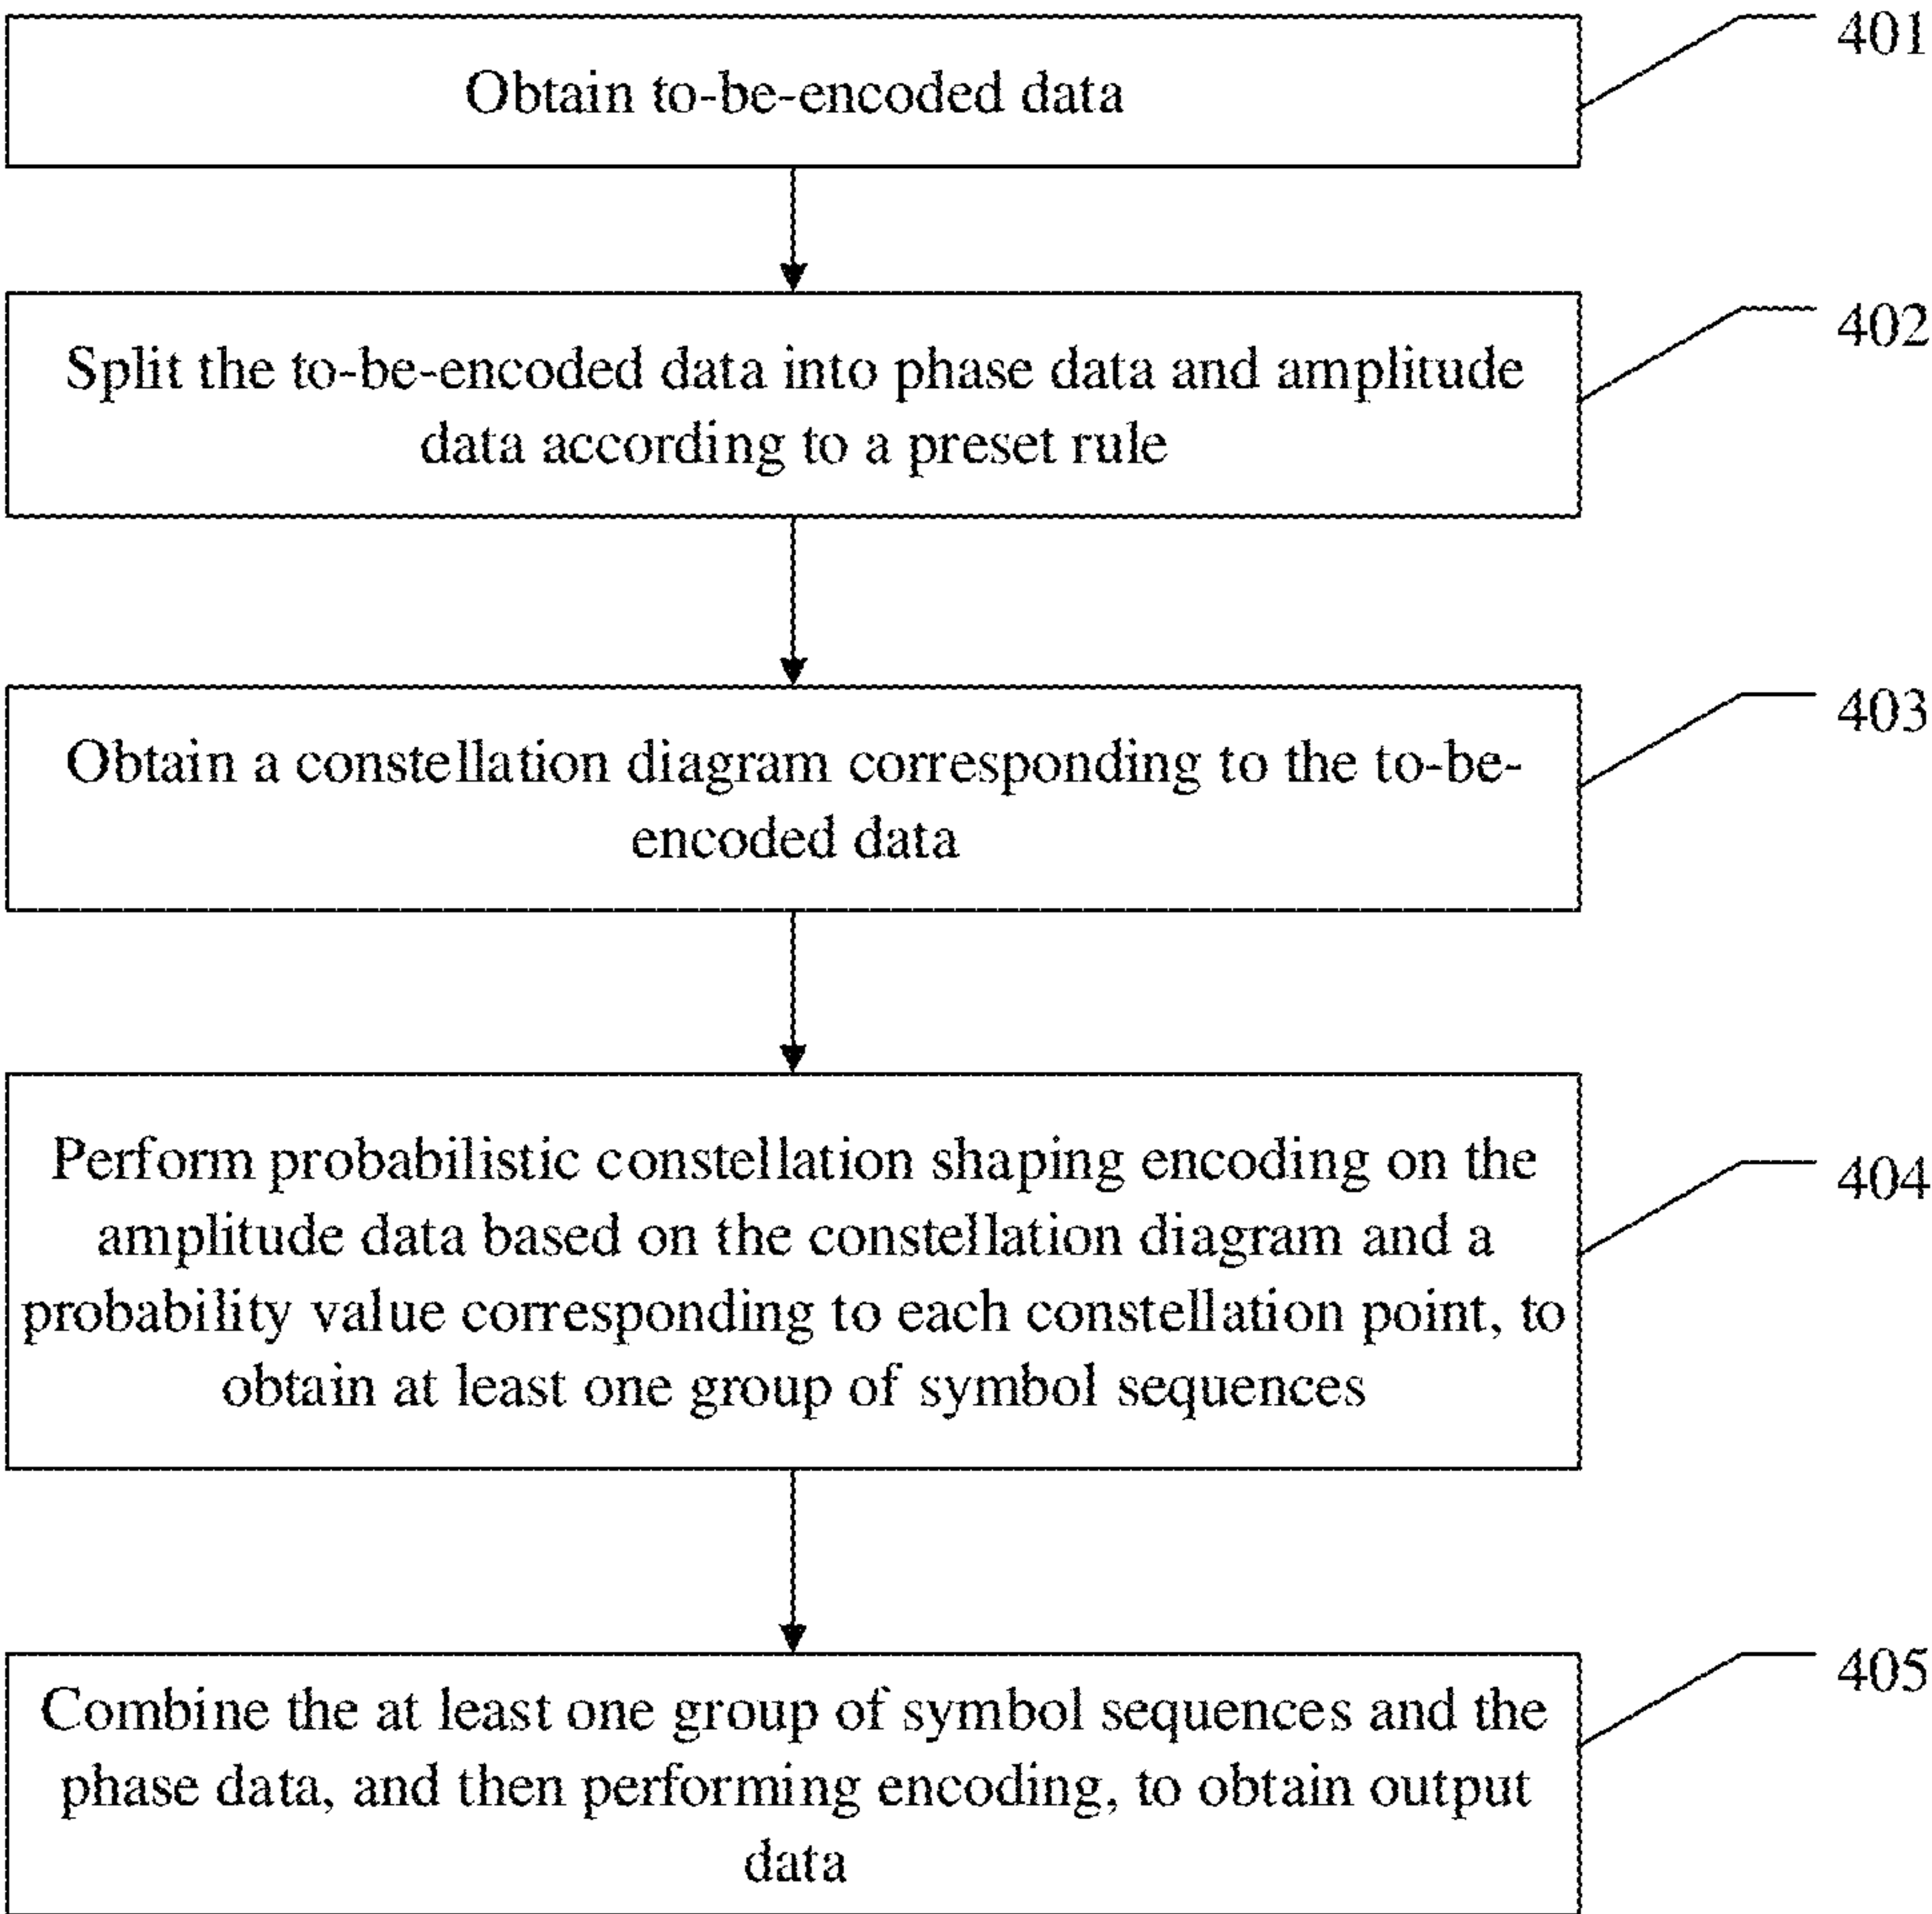 Obtain to-be-encoded data
401
Split the to-be-encoded data into phase data and amplitude
data according to a preset rule
402
Obtain a constellation diagram corresponding to the to-be-
encoded data
403
Perform probabilistic constellation shaping encoding on the
amplitude data based on the constellation diagram and a
probability value corresponding to each constellation point, to
obtain at least one group of symbol sequences
404
Combine the at least one group of symbol sequences and the
phase data, and then performing encoding, to obtain output
data
405